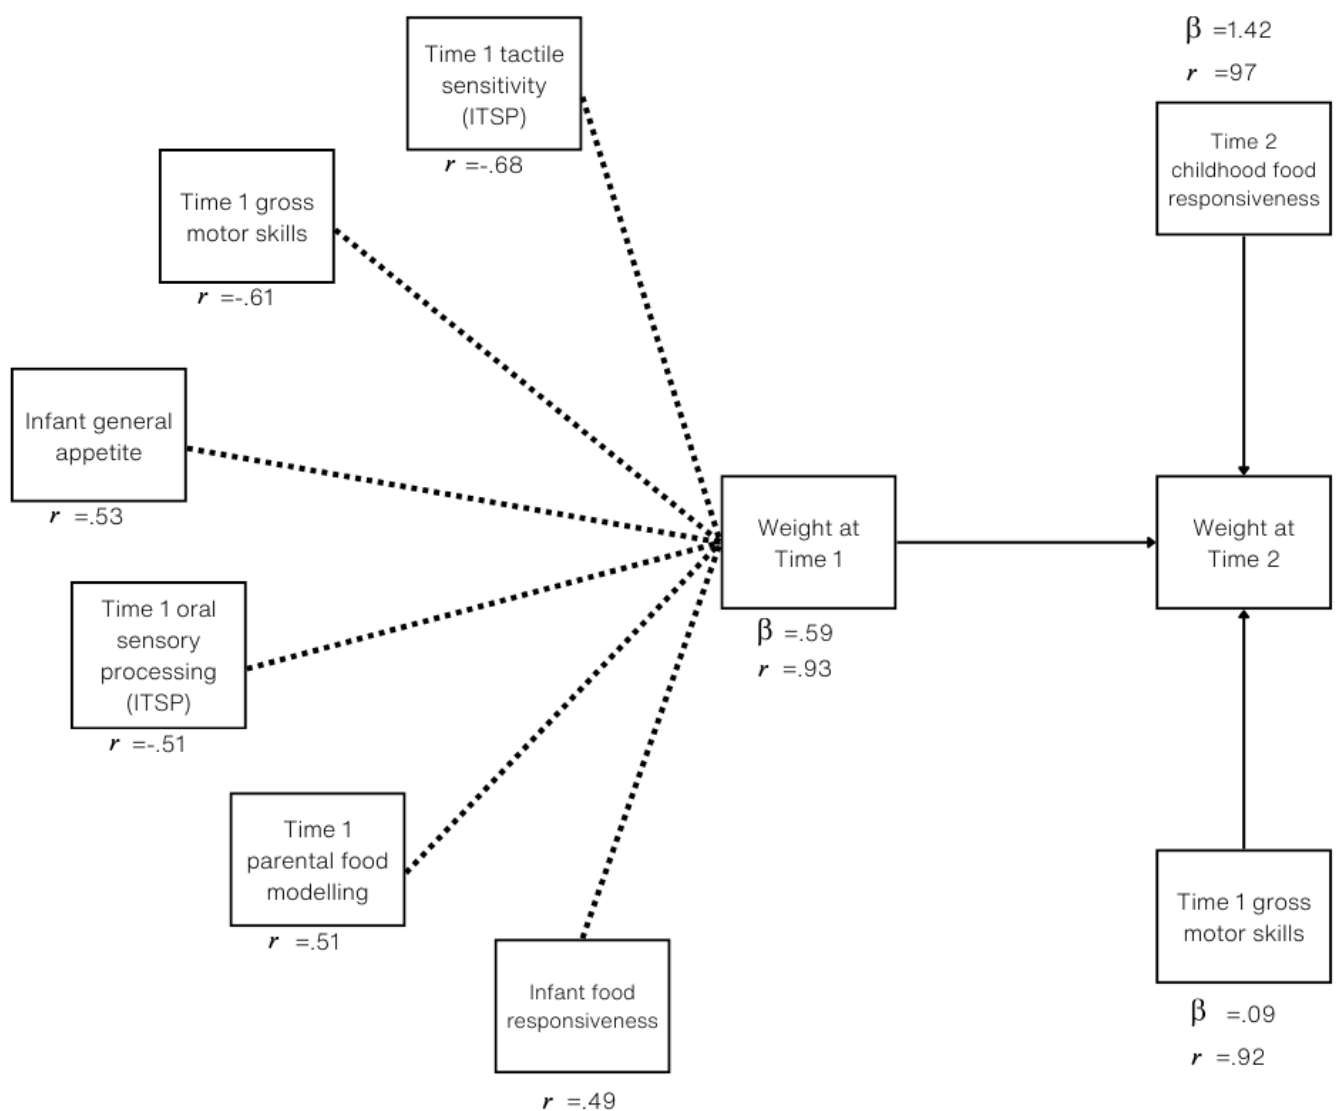 β =1.42
r =97
Time 1 tactile
sensitivity
(ITSP)
r =-.68
Time 2
childhood food
responsiveness
Time 1 gross
motor skills
r =-.61
Infant general
appetite
r =.53
Weight at
Time 1
β =.59
r =.93
Weight at
Time 2
Time 1 oral
sensory
processing
(ITSP)
r =-.51
Time 1
parental food
modelling
r =.51
Time 1 gross
motor skills
β =.09
r =.92
Infant food
responsiveness
r =.49